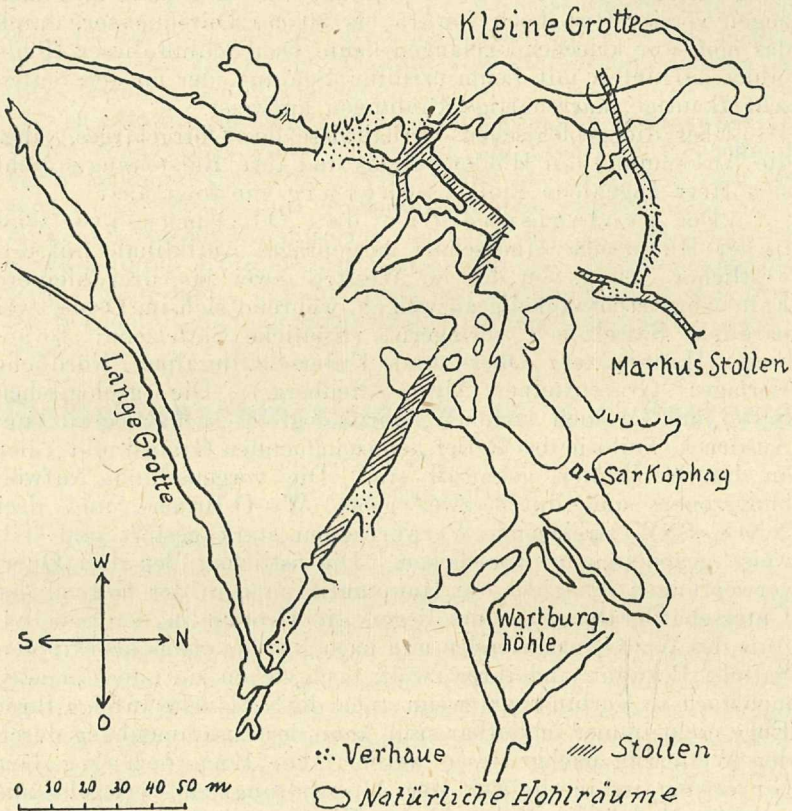 Kleine Grotte
Lange Grotte
Markus Stollen
Sarkophag
Wartburg-
höhle
W
S N
O
Verhaue
Stollen
Natürliche Hohlräume
0 10 20 30 40 50 m